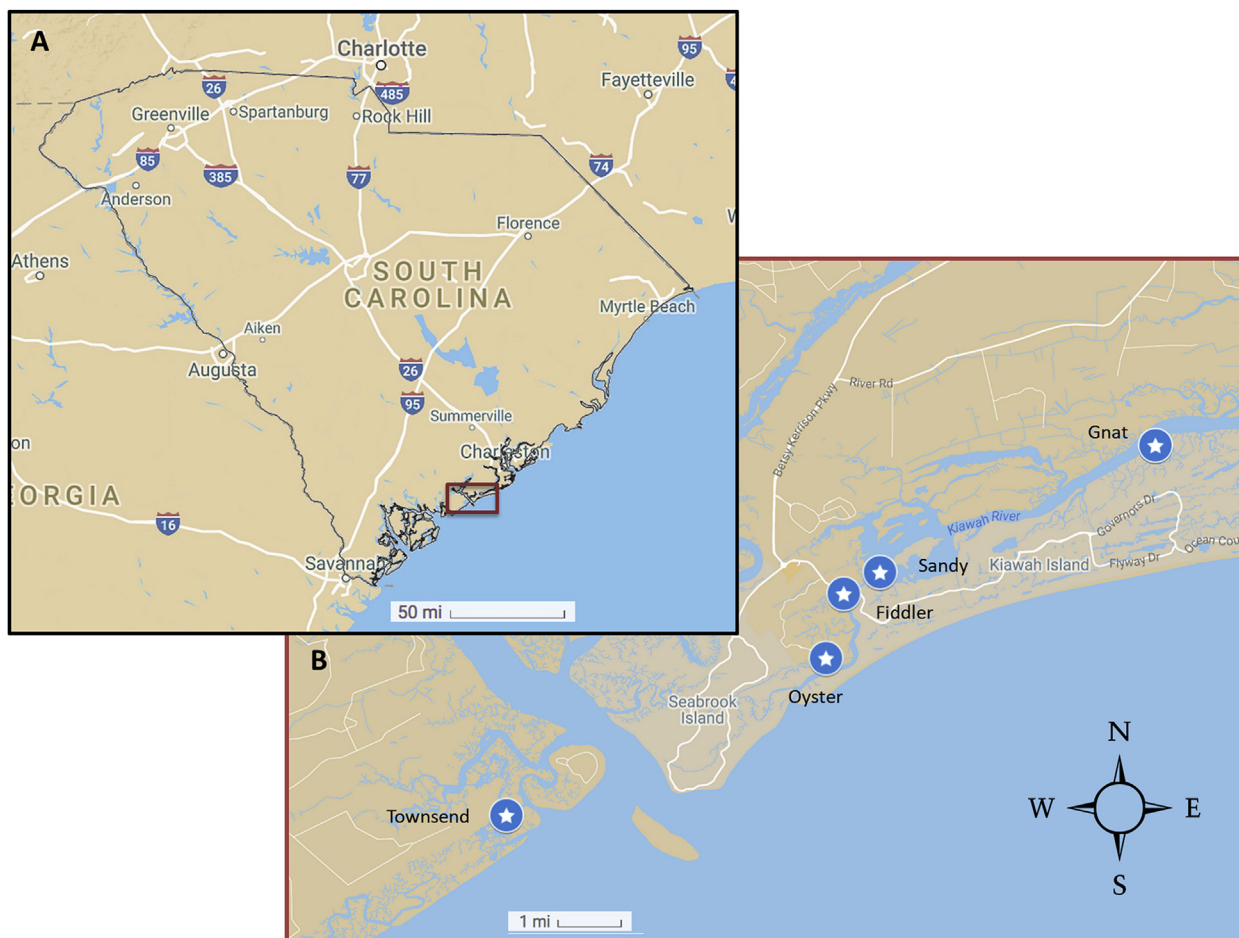 A
Charlotte
95
Fayetteville
26
485
Greenville
Spartanburg
Rock Hill
85
385
77
74
Anderson
Florence
Athens
SOUTH
CAROLINA
Myrtle Beach
Aiken
Augusta
26
95
Summerville
Charleston
EORGIA
16
Savannah
50 mi
River Rd
Betsy Kerrison Pkwy
Gnat
Kiawah River
Governors Dr
Ocean Cou
Sandy
Kiawah Island
Flyway Dr
Fiddler
B
Oyster
Seabrook
Island
N
W
E
S
Townsend
1 mi